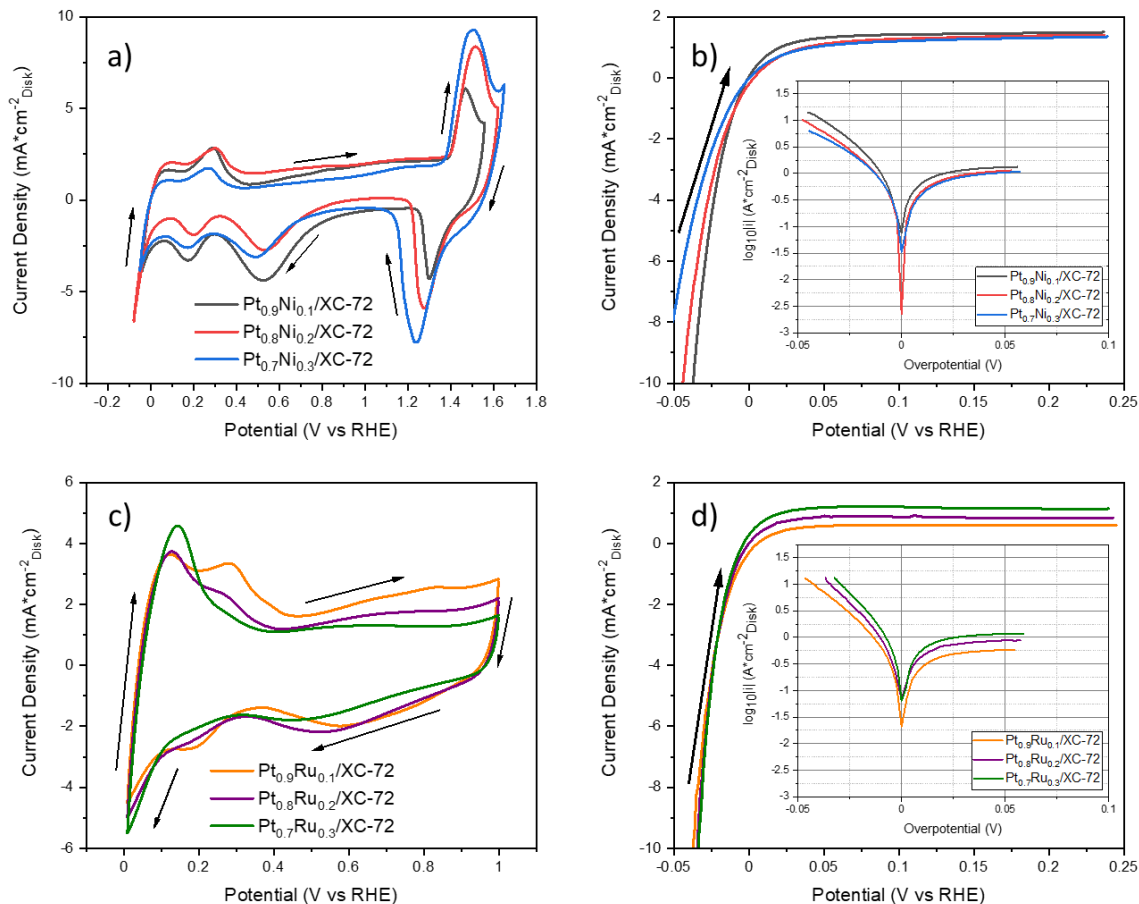 a)
Current Density (mA*cm⁻²Disk)
10
5
0
-5
-10
Pt0.9Ni0.1/XC-72
Pt0.8Ni0.2/XC-72
Pt0.7Ni0.3/XC-72
-0.2 0 0.2 0.4 0.6 0.8 1.0 1.2 1.4 1.6 1.8
Potential (V vs RHE)
b)
Current Density (mA*cm⁻²Disk)
2
0
-2
-4
-6
-8
-10
log10|i| (A*cm⁻²Disk)
1.5
1
0.5
0
-0.5
-1
-1.5
-2
-2.5
-3
Pt0.9Ni0.1/XC-72
Pt0.8Ni0.2/XC-72
Pt0.7Ni0.3/XC-72
-0.05 0 0.05 0.1
Overpotential (V)
-0.05 0 0.05 0.1 0.15 0.2 0.25
Potential (V vs RHE)
c)
Current Density (mA*cm⁻²Disk)
6
4
2
0
-2
-4
-6
Pt0.9Ru0.1/XC-72
Pt0.8Ru0.2/XC-72
Pt0.7Ru0.3/XC-72
0 0.2 0.4 0.6 0.8 1
Potential (V vs RHE)
d)
Current Density (mA*cm⁻²Disk)
4
2
0
-2
-4
-6
-8
-10
log10|i| (A*cm⁻²Disk)
1.5
1
0.5
0
-0.5
-1
-1.5
-2
-2.5
-3
Pt0.9Ru0.1/XC-72
Pt0.8Ru0.2/XC-72
Pt0.7Ru0.3/XC-72
-0.05 0 0.05 0.1
Overpotential (V)
-0.05 0 0.05 0.1 0.15 0.2 0.25
Potential (V vs RHE)